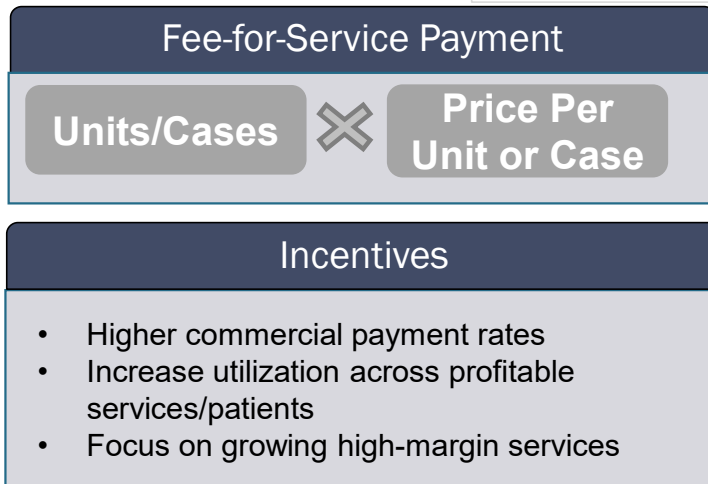 Fee-for-Service Payment
Units/Cases
Price Per
Unit or Case
Incentives
• Higher commercial payment rates
• Increase utilization across profitable
services/patients
• Focus on growing high-margin services